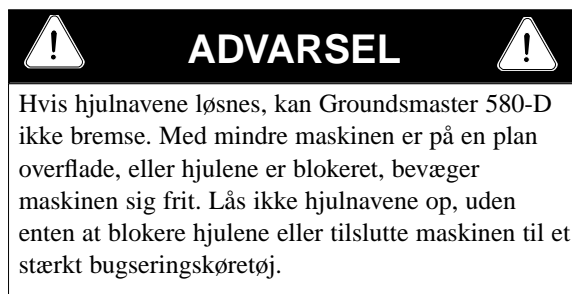 ADVARSEL
Hvis hjulnavene løsnes, kan Groundsmaster 580-D
ikke bremse. Med mindre maskinen er på en plan
overflade, eller hjulene er blokeret, bevæger
maskinen sig frit. Lås ikke hjulnavene op, uden
enten at blokere hjulene eller tilslutte maskinen til et
stærkt bugseringskøretøj.